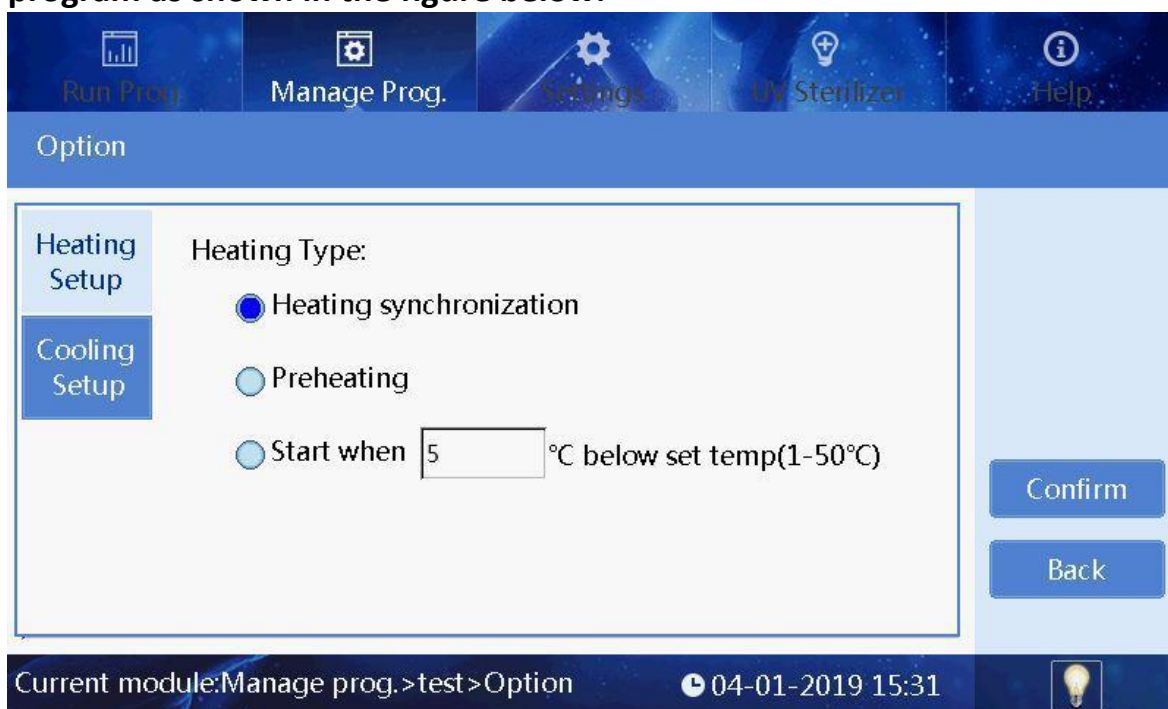 program as shown in the figure below:
Run Prog. Manage Prog. Settings UV Sterilizer Help
Option
Heating
Setup
Heating Type:
Heating synchronization
Cooling
Setup
Preheating
Start when 5 ℃ below set temp(1-50℃)
Confirm
Back
Current module:Manage prog.>test>Option 04-01-2019 15:31